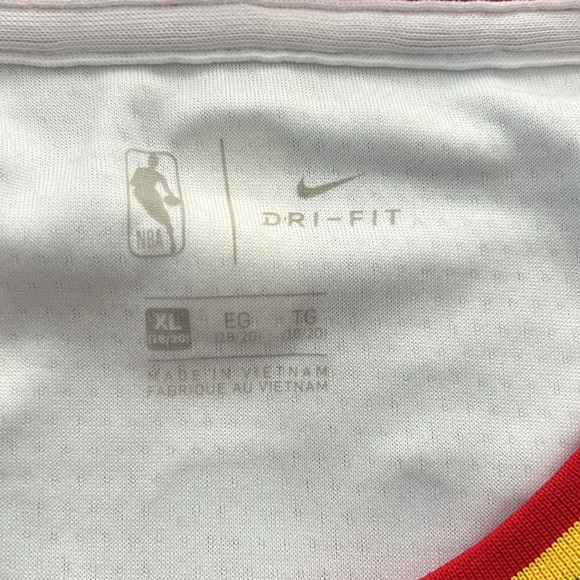 NBA
DRI-FIT
XL EG TG
(18/20) (18/20) (18/20)
MADE IN VIETNAM
FABRIQUE AU VIETNAM